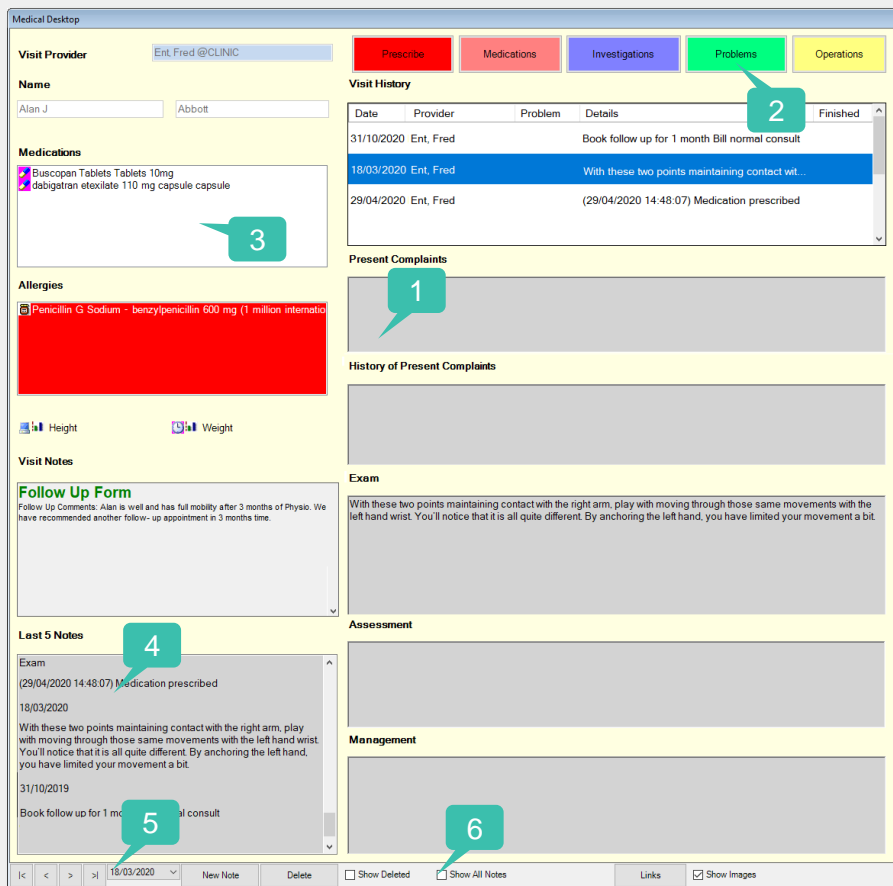 Medical Desktop
Visit Provider
Ent, Fred @CLINIC
Prescribe
Medications
Investigations
Problems
Operations
Name
Alan J
Abbott
Visit History
2
Date Provider Problem Details Finished
31/10/2020 Ent, Fred Book follow up for 1 month Bill normal consult
18/03/2020 Ent, Fred With these two points maintaining contact wit...
29/04/2020 Ent, Fred (29/04/2020 14:48:07) Medication prescribed
Medications
Buscopan Tablets Tablets 10mg
dabigatran etexilate 110 mg capsule capsule
3
Allergies
Penicillin G Sodium - benzylpenicillin 600 mg (1 million internatio
Height
Weight
Visit Notes
Follow Up Form
Follow Up Comments: Alan is well and has full mobility after 3 months of Physio. We
have recommended another follow- up appointment in 3 months time.
Last 5 Notes
4
Exam
(29/04/2020 14:48:07) Medication prescribed
18/03/2020
With these two points maintaining contact with the right arm, play
with moving through those same movements with the left hand wrist.
You'll notice that it is all quite different. By anchoring the left hand,
you have limited your movement a bit.
31/10/2019
Book follow up for 1 consult
5
Present Complaints
1
History of Present Complaints
Exam
With these two points maintaining contact with the right arm, play with moving through those same movements with the
left hand wrist. You'll notice that it is all quite different. By anchoring the left hand, you have limited your movement a bit.
Assessment
Management
6
|< < > >| 18/03/2020 New Note Delete Show Deleted Show All Notes Links Show Images